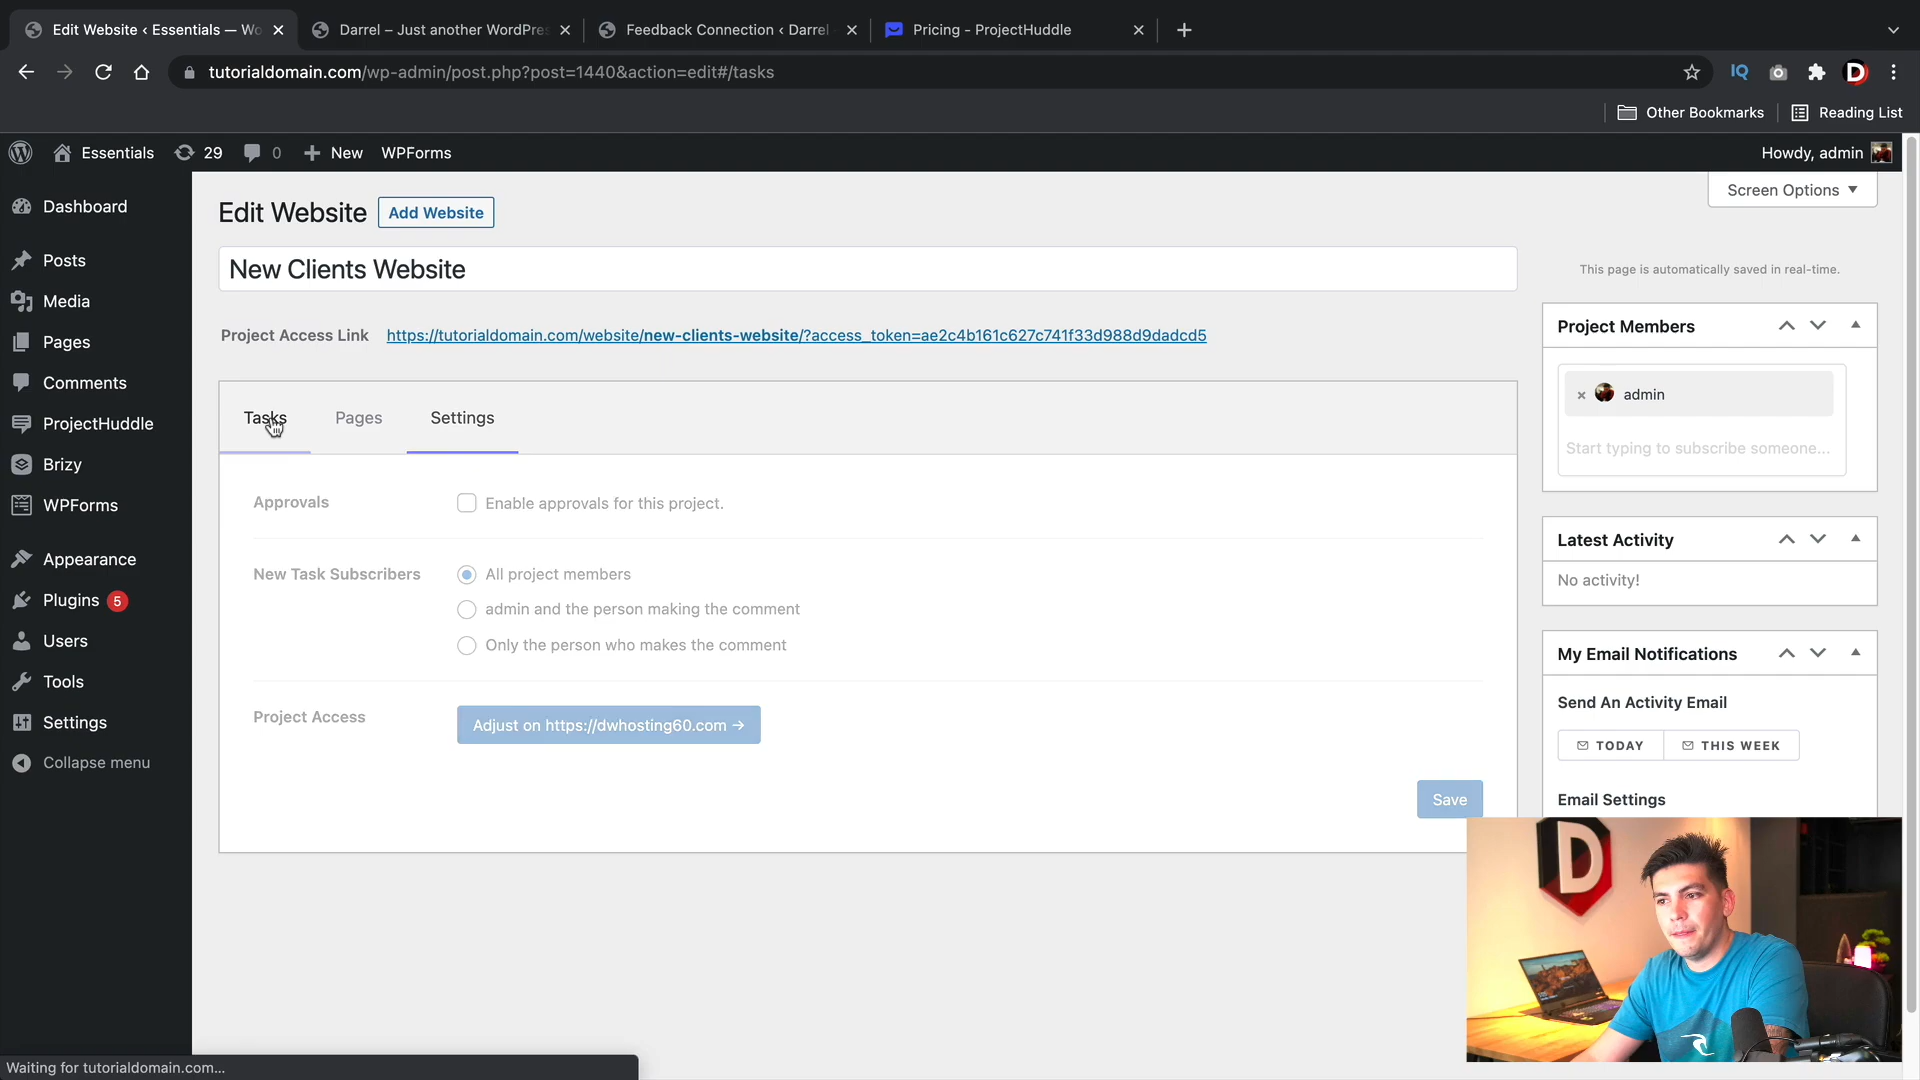 Edit Website ‹ Essentials — Wo
Darrel – Just another WordPres
Feedback Connection ‹ Darrel
Pricing - ProjectHuddle
tutorialdomain.com/wp-admin/post.php?post=1440&action=edit#/tasks
IQ
D
Other Bookmarks
Reading List
Essentials
29
0
New
WPForms
Howdy, admin
Dashboard
Posts
Media
Pages
Comments
ProjectHuddle
Brizy
WPForms
Appearance
Plugins 5
Users
Tools
Settings
Collapse menu
Screen Options
Edit Website
Add Website
New Clients Website
Project Access Link https://tutorialdomain.com/website/new-clients-website/?access_token=ae2c4b161c627c741f33d988d9dadcd5
Tasks
Pages
Settings
Approvals
Enable approvals for this project.
New Task Subscribers
All project members
admin and the person making the comment
Only the person who makes the comment
Project Access
Adjust on https://dwhosting60.com →
Save
This page is automatically saved in real-time.
Project Members
× admin
Start typing to subscribe someone...
Latest Activity
No activity!
My Email Notifications
Send An Activity Email
TODAY
THIS WEEK
Email Settings
D
Waiting for tutorialdomain.com...